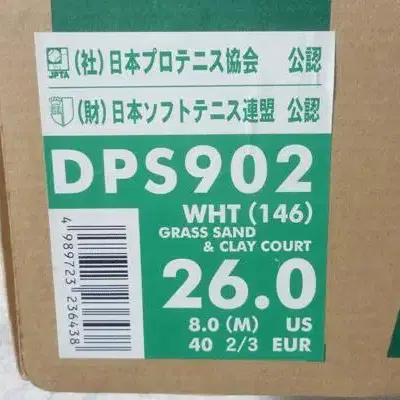 JPTA (社)日本プロテニス協会 公認
(財)日本ソフトテニス連盟 公認
DPS902
WHT (146)
GRASS SAND
& CLAY COURT
26.0
8.0 (M) US
40 2/3 EUR
4 989723 236438